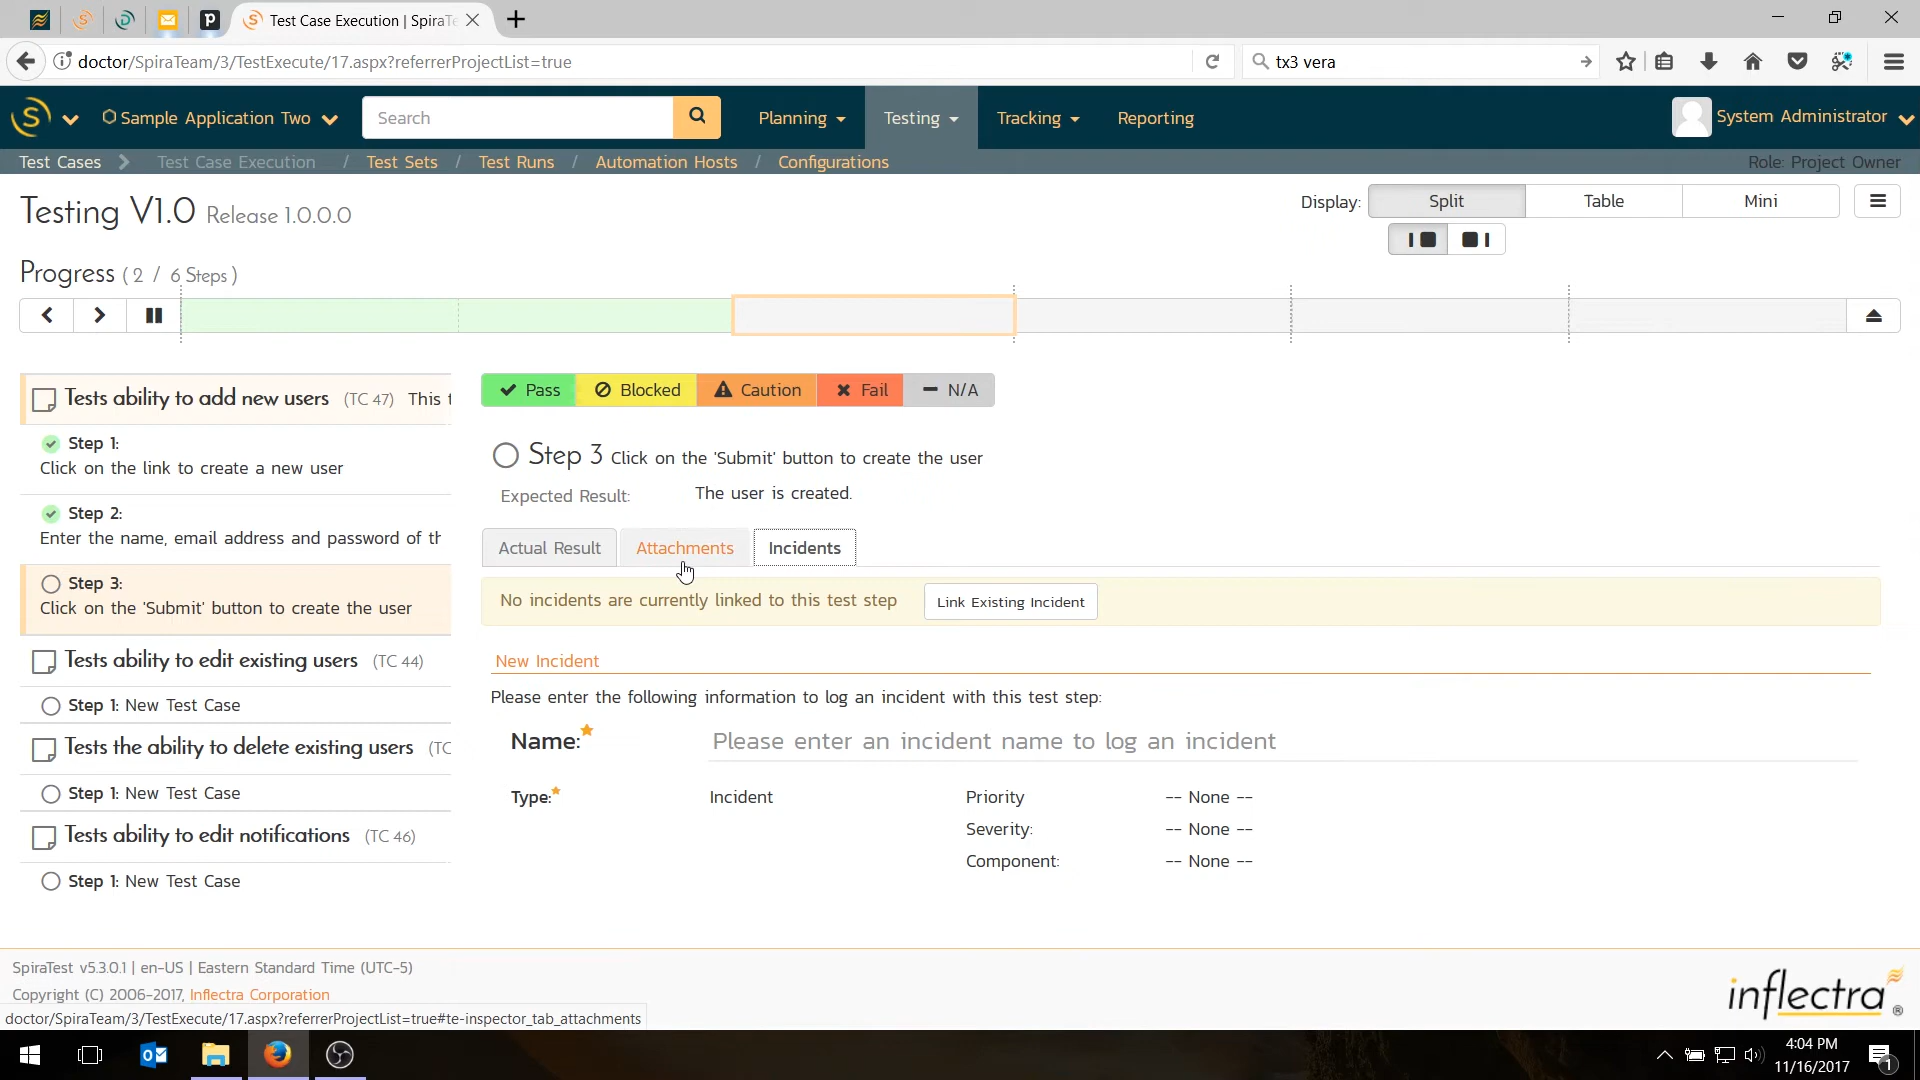 Test Case Execution | SpiraTe
doctor/SpiraTeam/3/TestExecute/17.aspx?referrerProjectList=true
tx3 vera
Sample Application Two
Search
Planning
Testing
Tracking
Reporting
System Administrator
Test Cases
Test Case Execution / Test Sets / Test Runs / Automation Hosts / Configurations
Role: Project Owner
Testing V1.0 Release 1.0.0.0
Display: Split Table Mini
Progress ( 2 / 6 Steps )
Tests ability to add new users (TC 47) This t
Step 1:
Click on the link to create a new user
Step 2:
Enter the name, email address and password of th
Step 3:
Click on the 'Submit' button to create the user
Tests ability to edit existing users (TC 44)
Step 1: New Test Case
Tests the ability to delete existing users (TC
Step 1: New Test Case
Tests ability to edit notifications (TC 46)
Step 1: New Test Case
Pass Blocked Caution Fail N/A
Step 3 Click on the 'Submit' button to create the user
Expected Result: The user is created.
Actual Result Attachments Incidents
No incidents are currently linked to this test step Link Existing Incident
New Incident
Please enter the following information to log an incident with this test step:
Name: Please enter an incident name to log an incident
Type: Incident Priority -- None --
Severity: -- None --
Component: -- None --
SpiraTest v5.3.0.1 | en-US | Eastern Standard Time (UTC-5)
Copyright (C) 2006-2017, Inflectra Corporation
inflectra®
doctor/SpiraTeam/3/TestExecute/17.aspx?referrerProjectList=true#te-inspector_tab_attachments
4:04 PM
11/16/2017
1